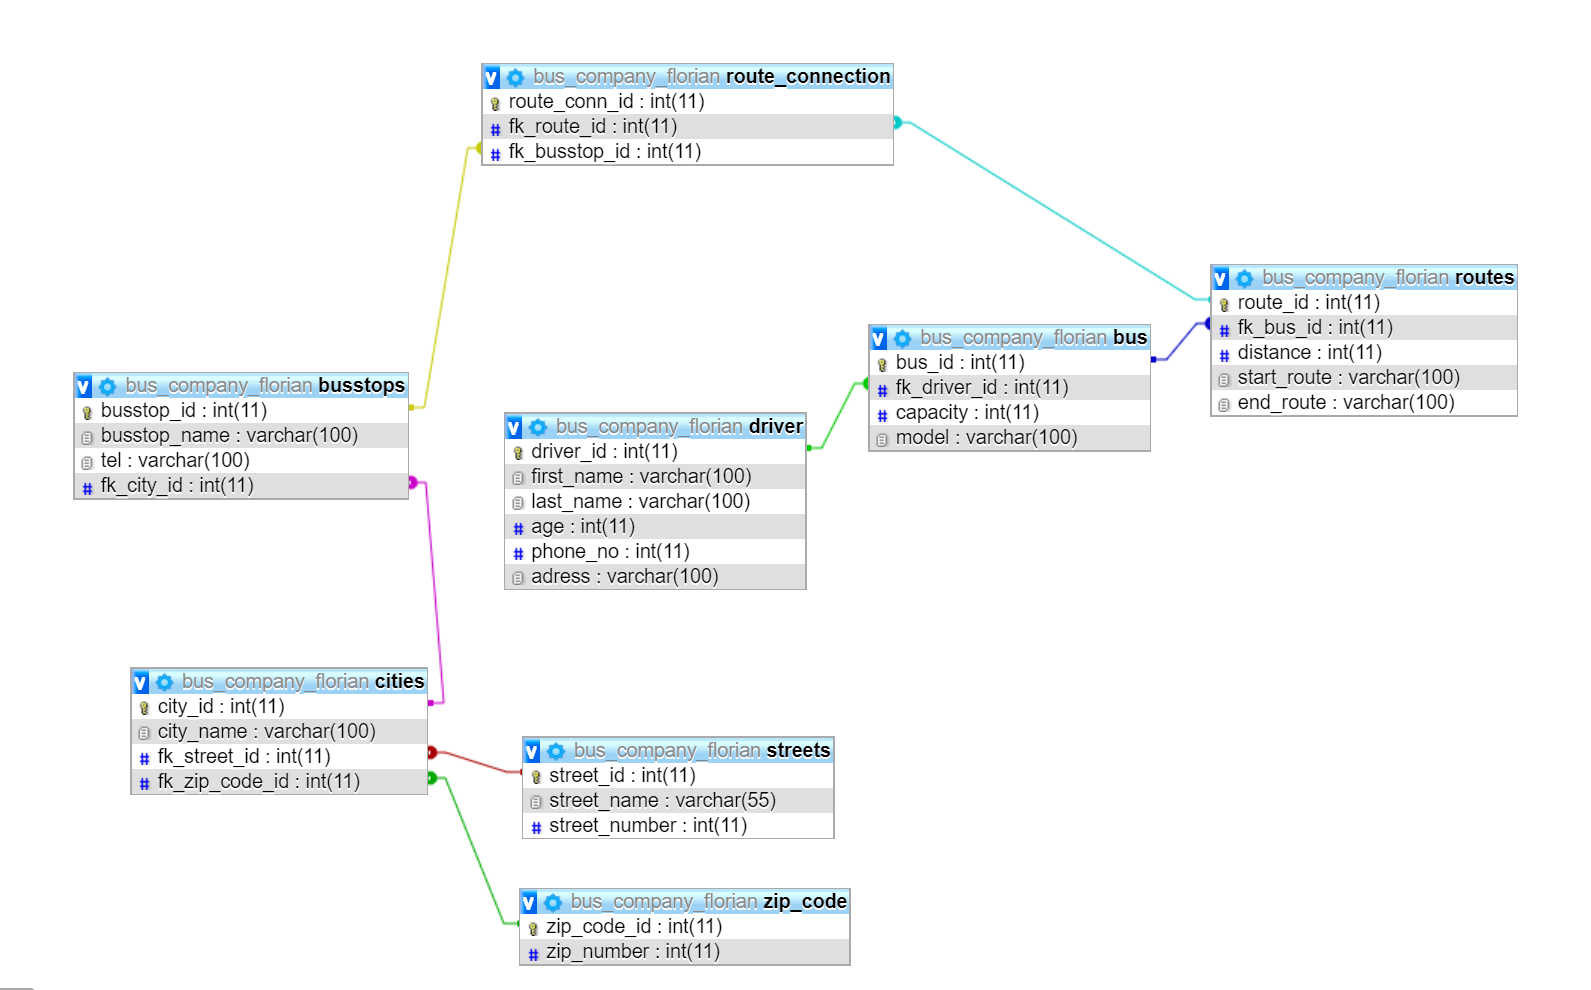 bus_company_florian route_connection
route_conn_id : int(11)
fk_route_id : int(11)
fk_busstop_id : int(11)
bus_company_florian routes
route_id : int(11)
fk_bus_id : int(11)
distance : int(11)
start_route : varchar(100)
end_route : varchar(100)
bus_company_florian bus
bus_id : int(11)
fk_driver_id : int(11)
capacity : int(11)
model : varchar(100)
bus_company_florian busstops
busstop_id : int(11)
busstop_name : varchar(100)
tel : varchar(100)
fk_city_id : int(11)
bus_company_florian driver
driver_id : int(11)
first_name : varchar(100)
last_name : varchar(100)
age : int(11)
phone_no : int(11)
adress : varchar(100)
bus_company_florian cities
city_id : int(11)
city_name : varchar(100)
fk_street_id : int(11)
fk_zip_code_id : int(11)
bus_company_florian streets
street_id : int(11)
street_name : varchar(55)
street_number : int(11)
bus_company_florian zip_code
zip_code_id : int(11)
zip_number : int(11)